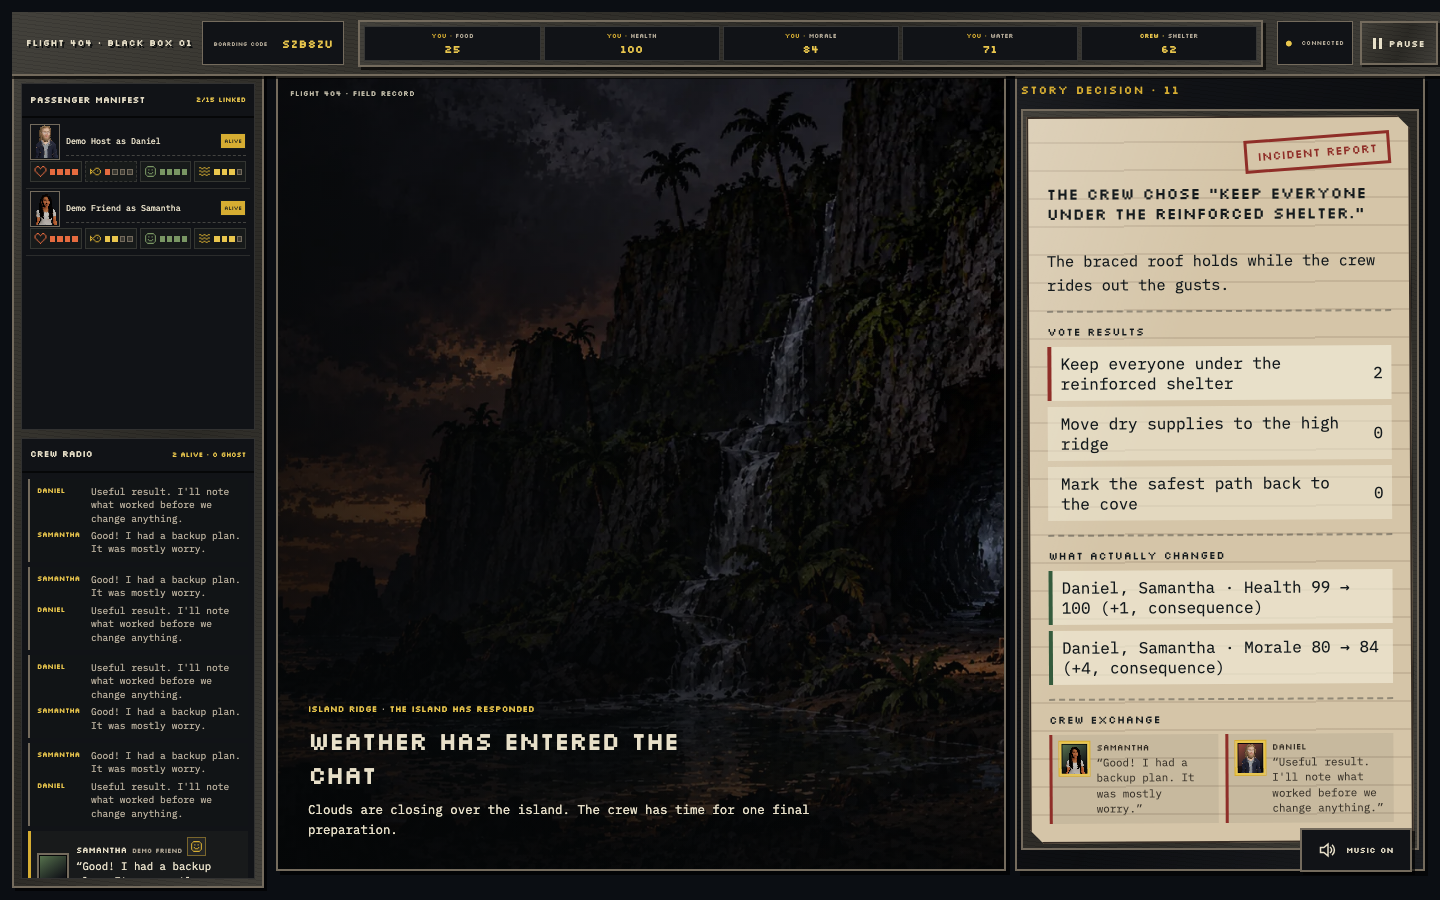 FLIGHT 404 · BLACK BOX 01
BOARDING CODE SZB8ZU
YOU · FOOD
25
YOU · HEALTH
100
YOU · MORALE
84
YOU · WATER
71
CREW · SHELTER
62
CONNECTED
PAUSE
PASSENGER MANIFEST
2/15 LINKED
Demo Host as Daniel
ALIVE
Demo Friend as Samantha
ALIVE
CREW RADIO
2 ALIVE · 0 GHOST
DANIEL
Useful result. I'll note
what worked before we
change anything.
SAMANTHA
Good! I had a backup plan.
It was mostly worry.
SAMANTHA
Good! I had a backup plan.
It was mostly worry.
DANIEL
Useful result. I'll note
what worked before we
change anything.
DANIEL
Useful result. I'll note
what worked before we
change anything.
SAMANTHA
Good! I had a backup plan.
It was mostly worry.
SAMANTHA
Good! I had a backup plan.
It was mostly worry.
DANIEL
Useful result. I'll note
what worked before we
change anything.
SAMANTHA DEMO FRIEND
“Good! I had a backup
FLIGHT 404 · FIELD RECORD
ISLAND RIDGE · THE ISLAND HAS RESPONDED
WEATHER HAS ENTERED THE
CHAT
Clouds are closing over the island. The crew has time for one final
preparation.
STORY DECISION · 11
INCIDENT REPORT
THE CREW CHOSE "KEEP EVERYONE
UNDER THE REINFORCED SHELTER."
The braced roof holds while the crew
rides out the gusts.
VOTE RESULTS
Keep everyone under the
reinforced shelter
2
Move dry supplies to the high
ridge
0
Mark the safest path back to
the cove
0
WHAT ACTUALLY CHANGED
Daniel, Samantha · Health 99 →
100 (+1, consequence)
Daniel, Samantha · Morale 80 → 84
(+4, consequence)
CREW EXCHANGE
SAMANTHA
“Good! I had a
backup plan. It
was mostly
worry.”
DANIEL
“Useful result.
I'll note what
worked before we
change anything.”
MUSIC ON